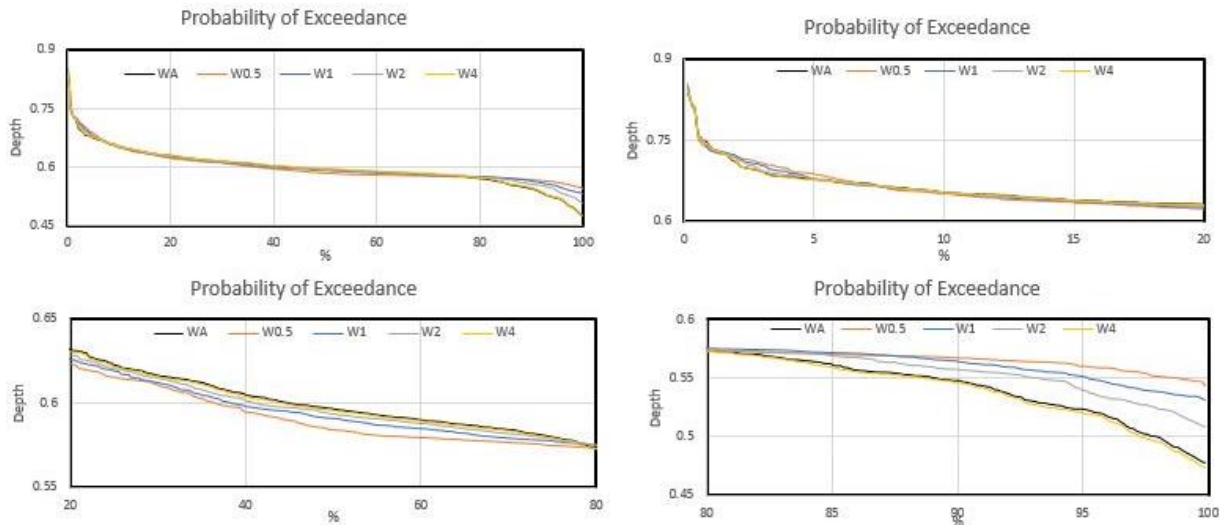 Probability of Exceedance
0.9
WA W0.5 W1 W2 W4
0.75
Depth
0.6
0.45
0 20 40 60 80 100
%
Probability of Exceedance
0.9
WA W0.5 W1 W2 W4
0.75
Depth
0.6
0 5 10 15 20
%
Probability of Exceedance
0.65
WA W0.5 W1 W2 W4
Depth
0.6
0.55
20 40 60 80
%
Probability of Exceedance
0.6
WA W0.5 W1 W2 W4
0.55
Depth
0.5
0.45
80 85 90 95 100
%